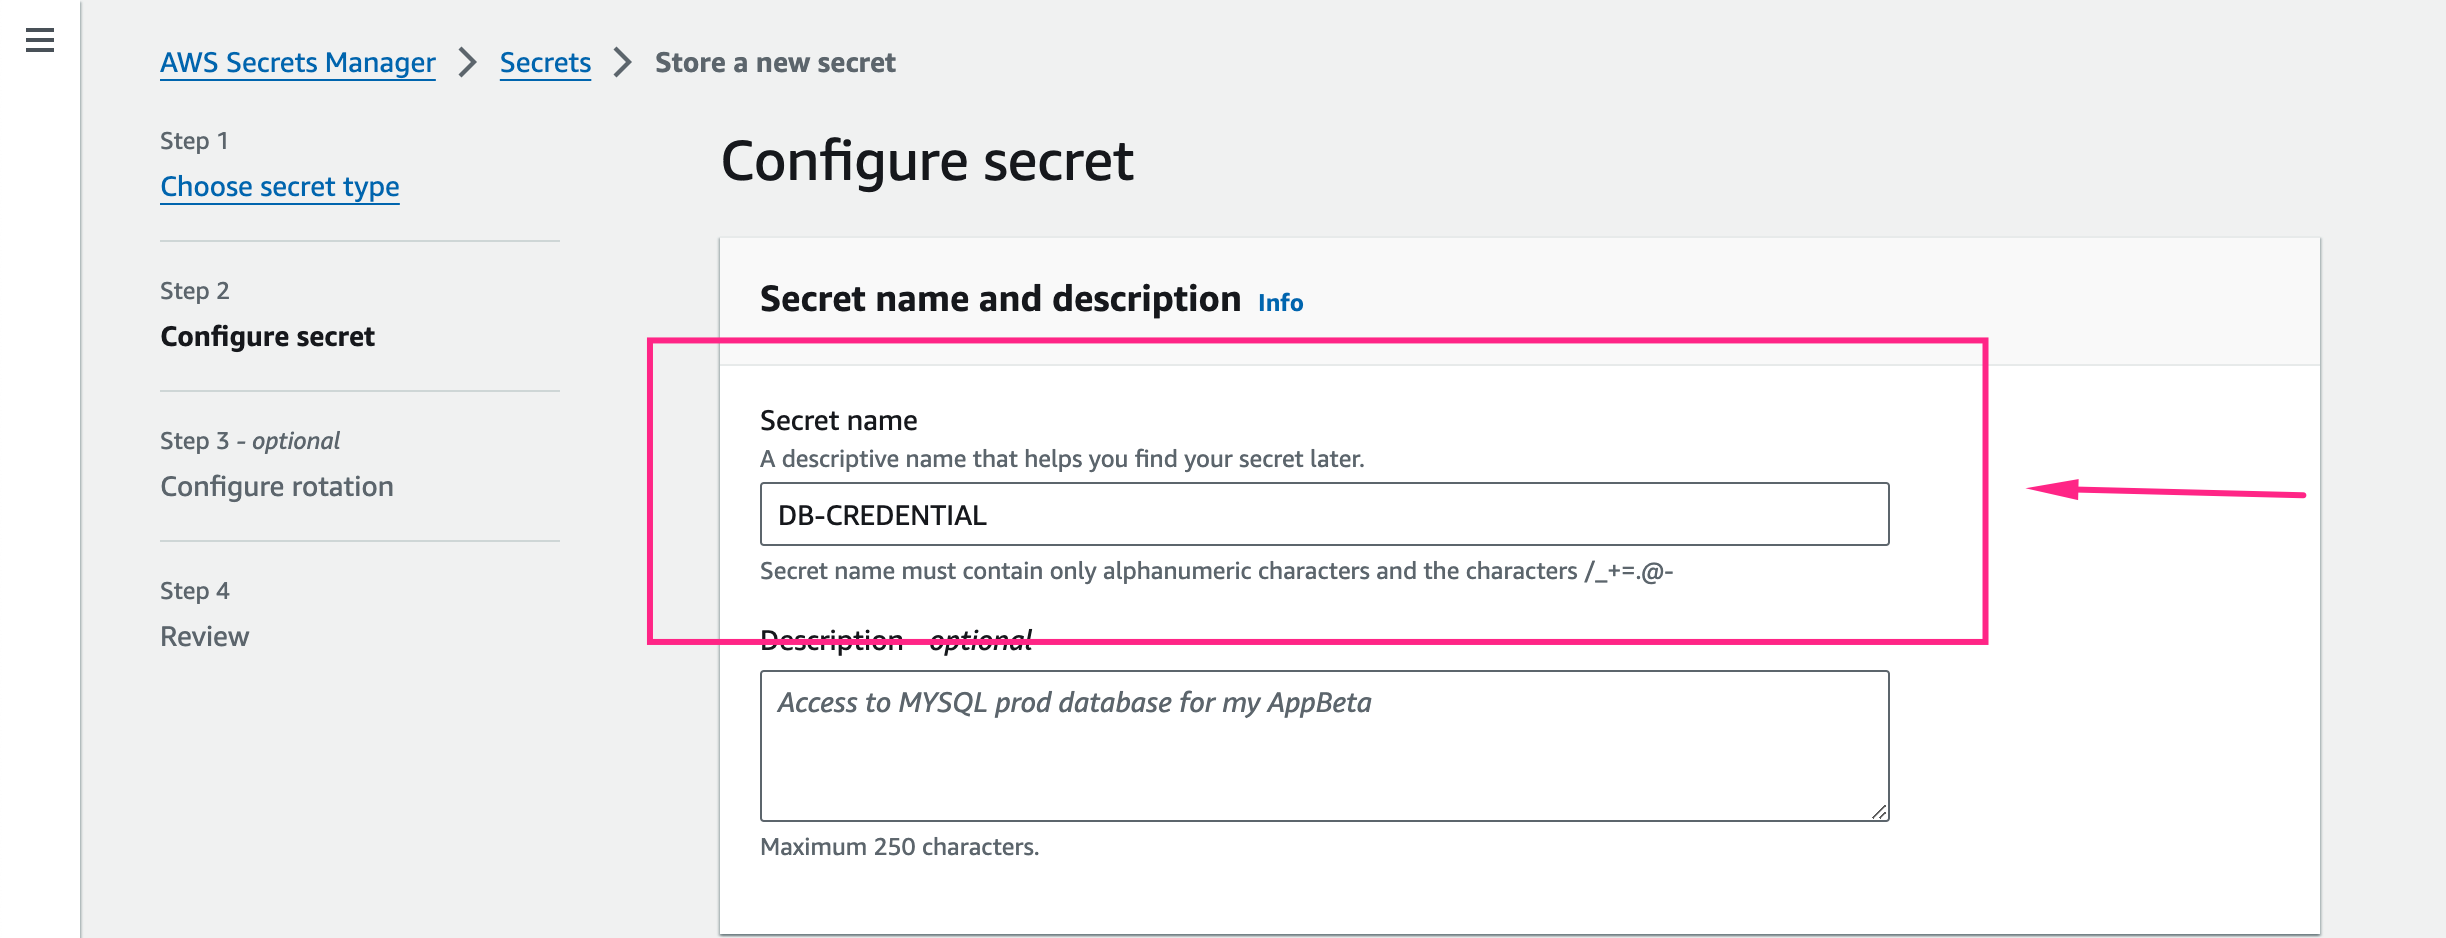 AWS Secrets Manager > Secrets > Store a new secret
Step 1
Choose secret type
Step 2
Configure secret
Step 3 - optional
Configure rotation
Step 4
Review
Configure secret
Secret name and description Info
Secret name
A descriptive name that helps you find your secret later.
DB-CREDENTIAL
Secret name must contain only alphanumeric characters and the characters /_+=.@-
Description - optional
Access to MYSQL prod database for my AppBeta
Maximum 250 characters.